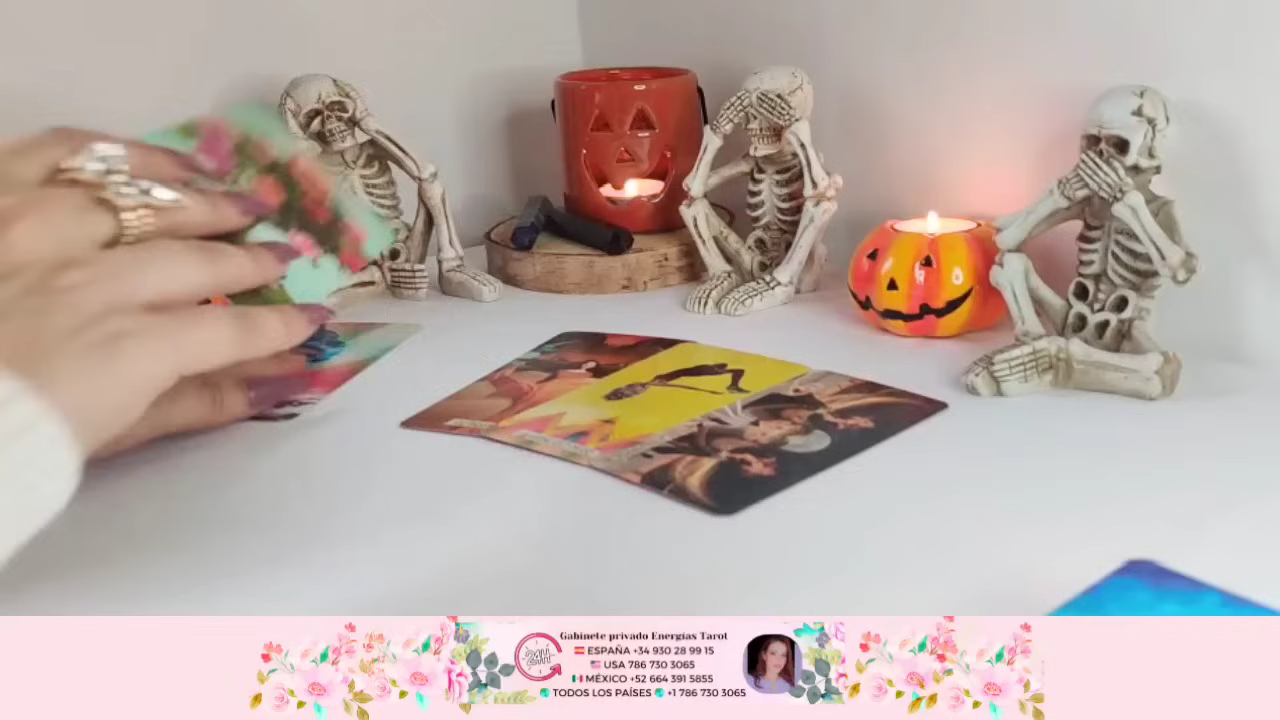 Gabinete privado Energías Tarot
24H
ESPAÑA +34 930 28 99 15
USA 786 730 3065
MÉXICO +52 664 391 5855
TODOS LOS PAÍSES +1 786 730 3065